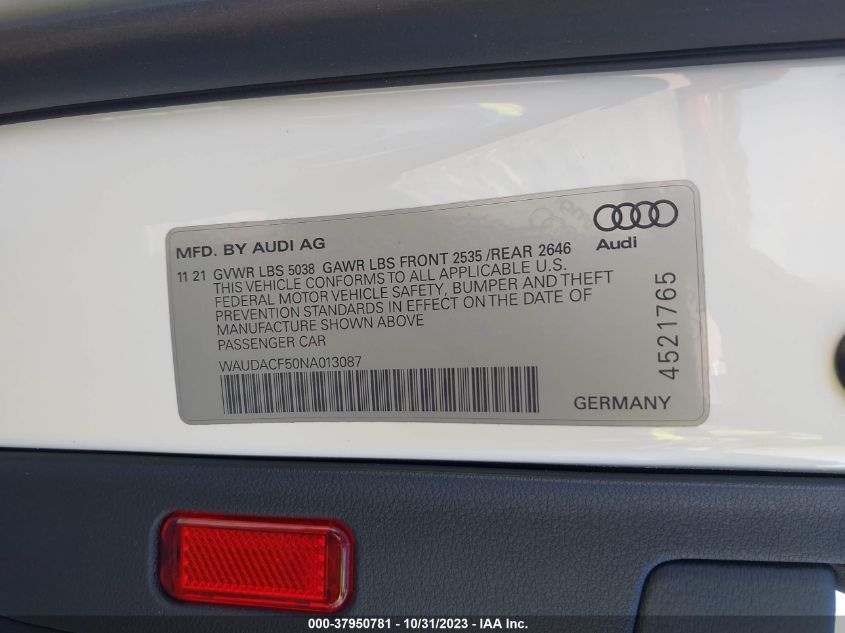 MFD. BY AUDI AG
Audi
11 21 GVWR LBS 5038 GAWR LBS FRONT 2535 /REAR 2646
THIS VEHICLE CONFORMS TO ALL APPLICABLE U.S.
FEDERAL MOTOR VEHICLE SAFETY, BUMPER AND THEFT
PREVENTION STANDARDS IN EFFECT ON THE DATE OF
MANUFACTURE SHOWN ABOVE
PASSENGER CAR
WAUDACF50NA013087
4521765
GERMANY
000-37950781 - 10/31/2023 - IAA Inc.